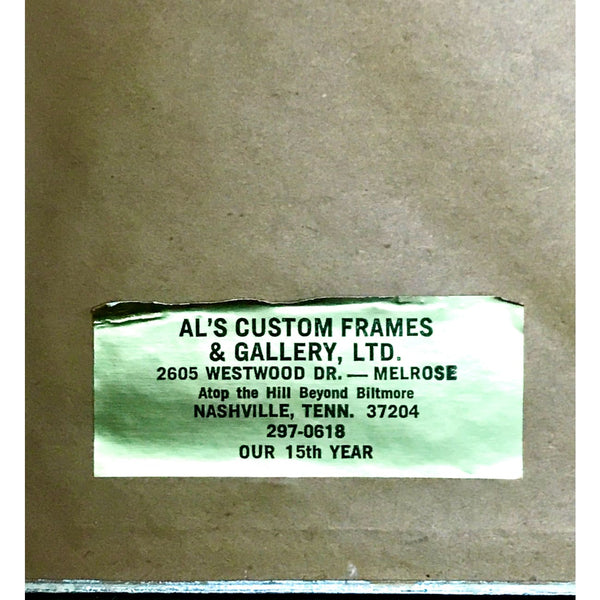 AL'S CUSTOM FRAMES
& GALLERY, LTD.
2605 WESTWOOD DR. — MELROSE
Atop the Hill Beyond Biltmore
NASHVILLE, TENN. 37204
297-0618
OUR 15th YEAR